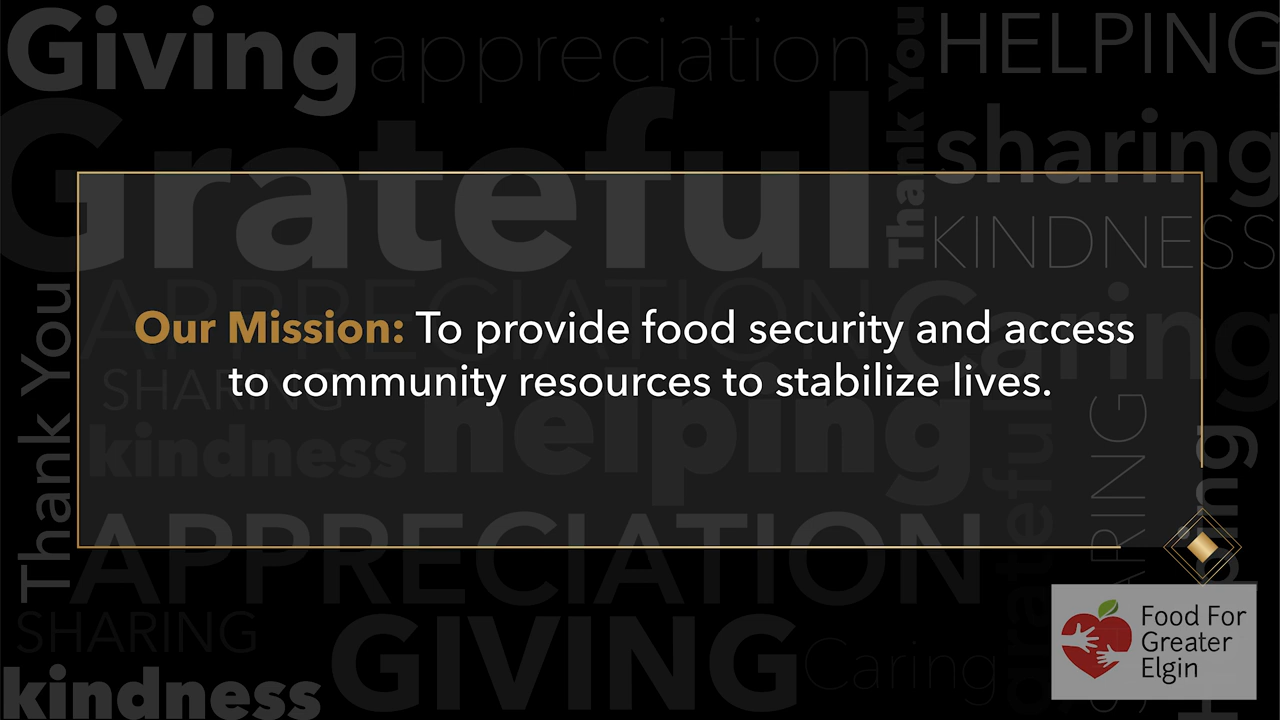 Giving
appreciation
Thank You
HELPING
Grateful
sharing
KINDNESS
APPRECIATION
Caring
Our Mission: To provide food security and access
to community resources to stabilize lives.
Thank You
SHARING
helping
kindness
grateful
SHARING
APPRECIATION
SHARING
GIVING
Caring
kindness
Food For
Greater
Elgin